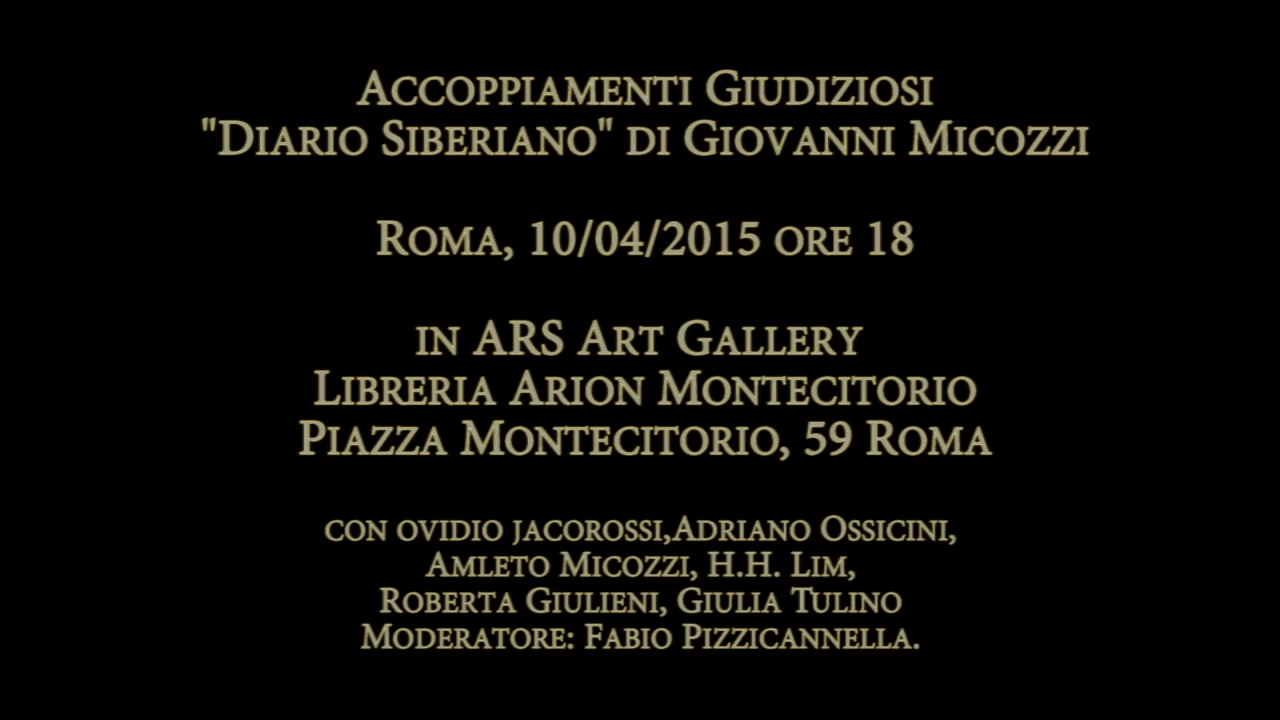 Accoppiamenti Giudiziosi
"Diario Siberiano" di Giovanni Micozzi
Roma, 10/04/2015 ore 18
in ARS Art Gallery
Libreria Arion Montecitorio
Piazza Montecitorio, 59 Roma
con ovidio jacorossi,Adriano Ossicini,
Amleto Micozzi, H.H. Lim,
Roberta Giulieni, Giulia Tulino
Moderatore: Fabio Pizzicannella.